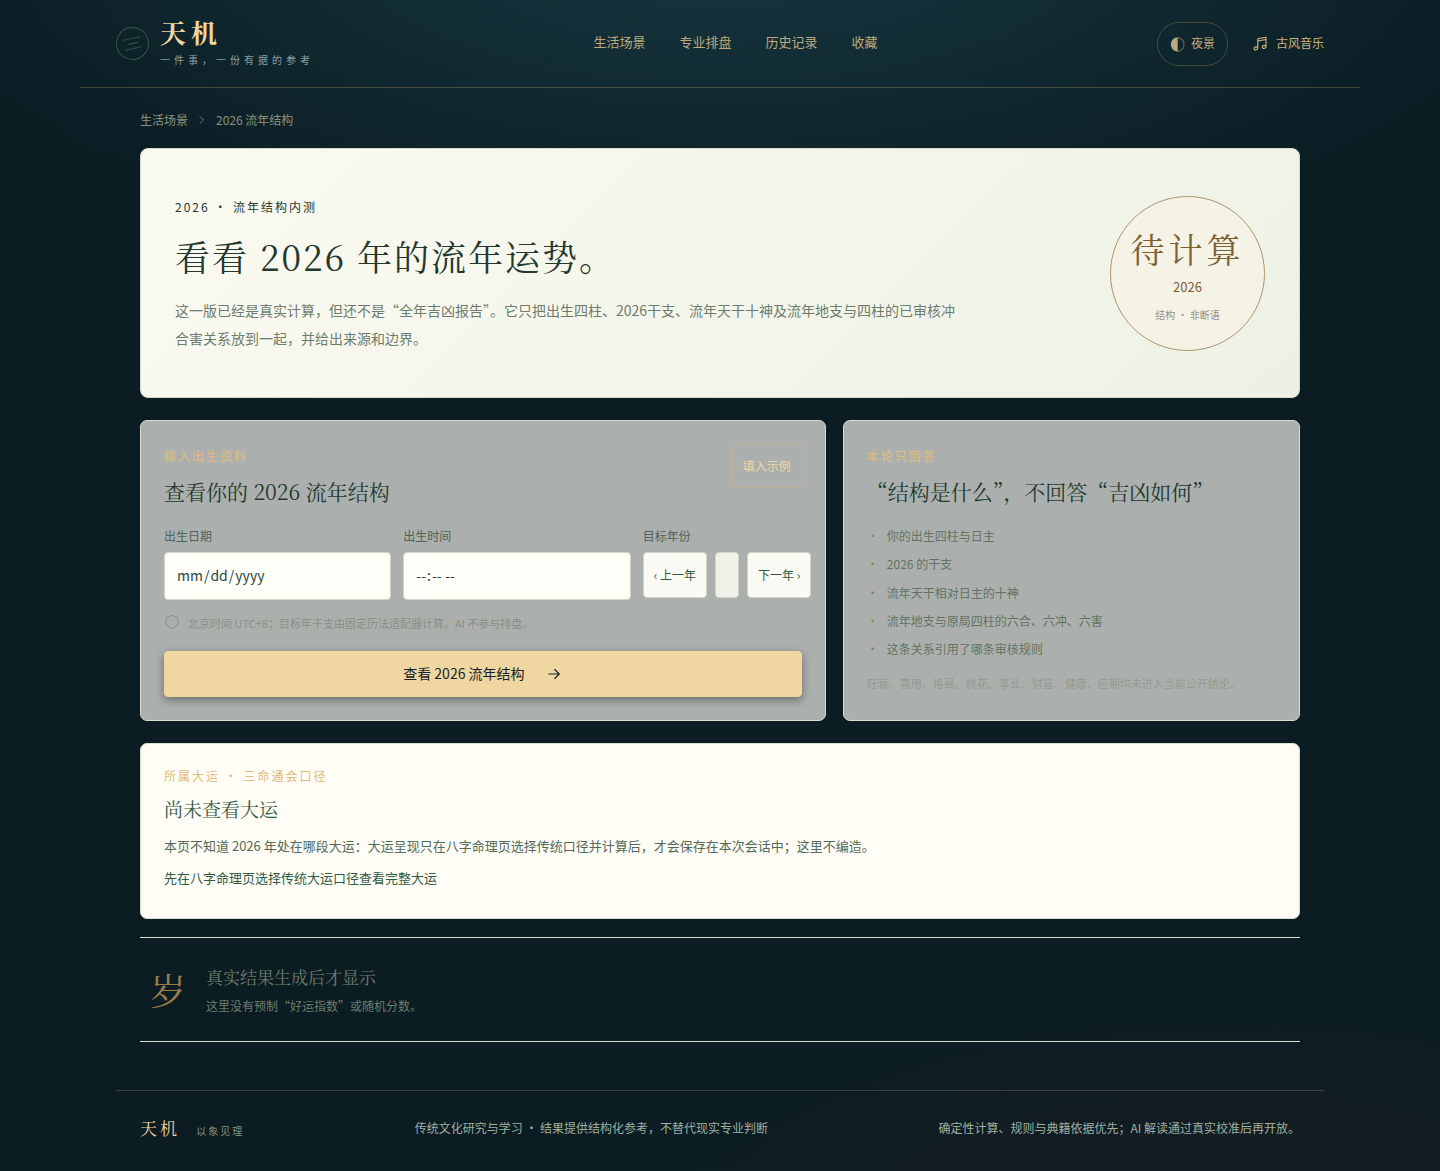 天机
一件事，一份有据的参考
生活场景 专业排盘 历史记录 收藏
夜景 古风音乐
生活场景 > 2026 流年结构
2026 · 流年结构内测
看看 2026 年的流年运势。
这一版已经是真实计算，但还不是“全年吉凶报告”。它只把出生四柱、2026干支、流年天干十神及流年地支与四柱的已审核冲
合害关系放到一起，并给出来源和边界。
待计算
2026
结构 · 非断语
输入出生资料
填入示例
查看你的 2026 流年结构
出生日期 出生时间 目标年份
mm/dd/yyyy --:-- -- ‹ 上一年 下一年 ›
北京时间 UTC+8；目标年干支由固定历法适配器计算。AI 不参与排盘。
查看 2026 流年结构 →
本轮只回答
“结构是什么”，不回答“吉凶如何”
· 你的出生四柱与日主
· 2026 的干支
· 流年天干相对日主的十神
· 流年地支与原局四柱的六合、六冲、六害
· 这条关系引用了哪条审核规则
旺衰、喜用、格局、桃花、事业、财富、健康、应期均未进入当前公开结论。
所属大运 · 三命通会口径
尚未查看大运
本页不知道 2026 年处在哪段大运：大运呈现只在八字命理页选择传统口径并计算后，才会保存在本次会话中；这里不编造。
先在八字命理页选择传统大运口径查看完整大运
岁
真实结果生成后才显示
这里没有预制“好运指数”或随机分数。
天机 以象见理
传统文化研究与学习 · 结果提供结构化参考，不替代现实专业判断
确定性计算、规则与典籍依据优先；AI 解读通过真实校准后再开放。